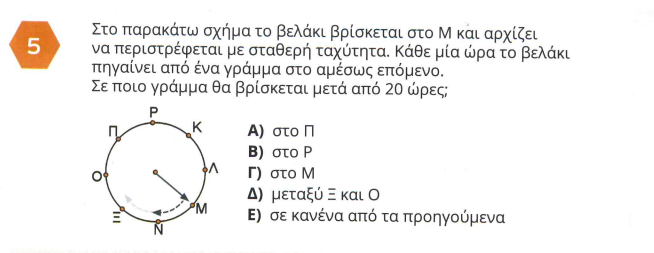 5
Στο παρακάτω σχήμα το βελάκι βρίσκεται στο Μ και αρχίζει
να περιστρέφεται με σταθερή ταχύτητα. Κάθε μία ώρα το βελάκι
πηγαίνει από ένα γράμμα στο αμέσως επόμενο.
Σε ποιο γράμμα θα βρίσκεται μετά από 20 ώρες;
Ρ
Π
Κ
Ο
Λ
Ξ
Μ
Ν
Α) στο Π
Β) στο Ρ
Γ) στο Μ
Δ) μεταξύ Ξ και Ο
Ε) σε κανένα από τα προηγούμενα